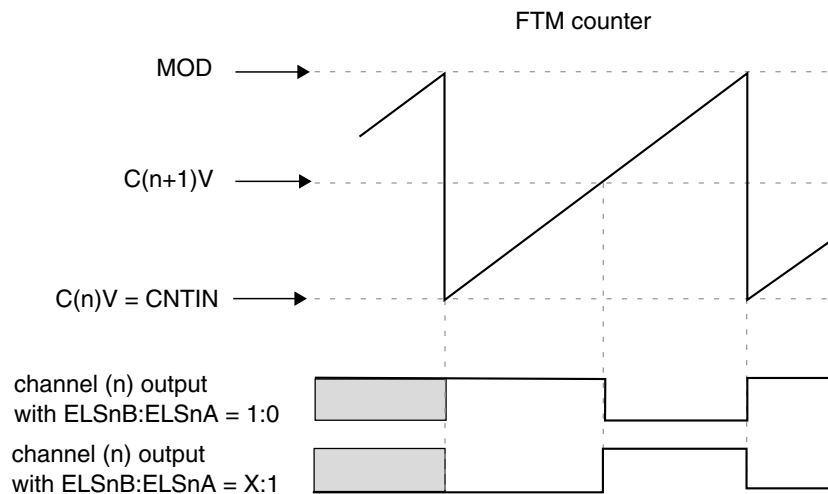 FTM counter
MOD
C(n+1)V
C(n)V = CNTIN
channel (n) output
with ELSnB:ELSnA = 1:0
channel (n) output
with ELSnB:ELSnA = X:1